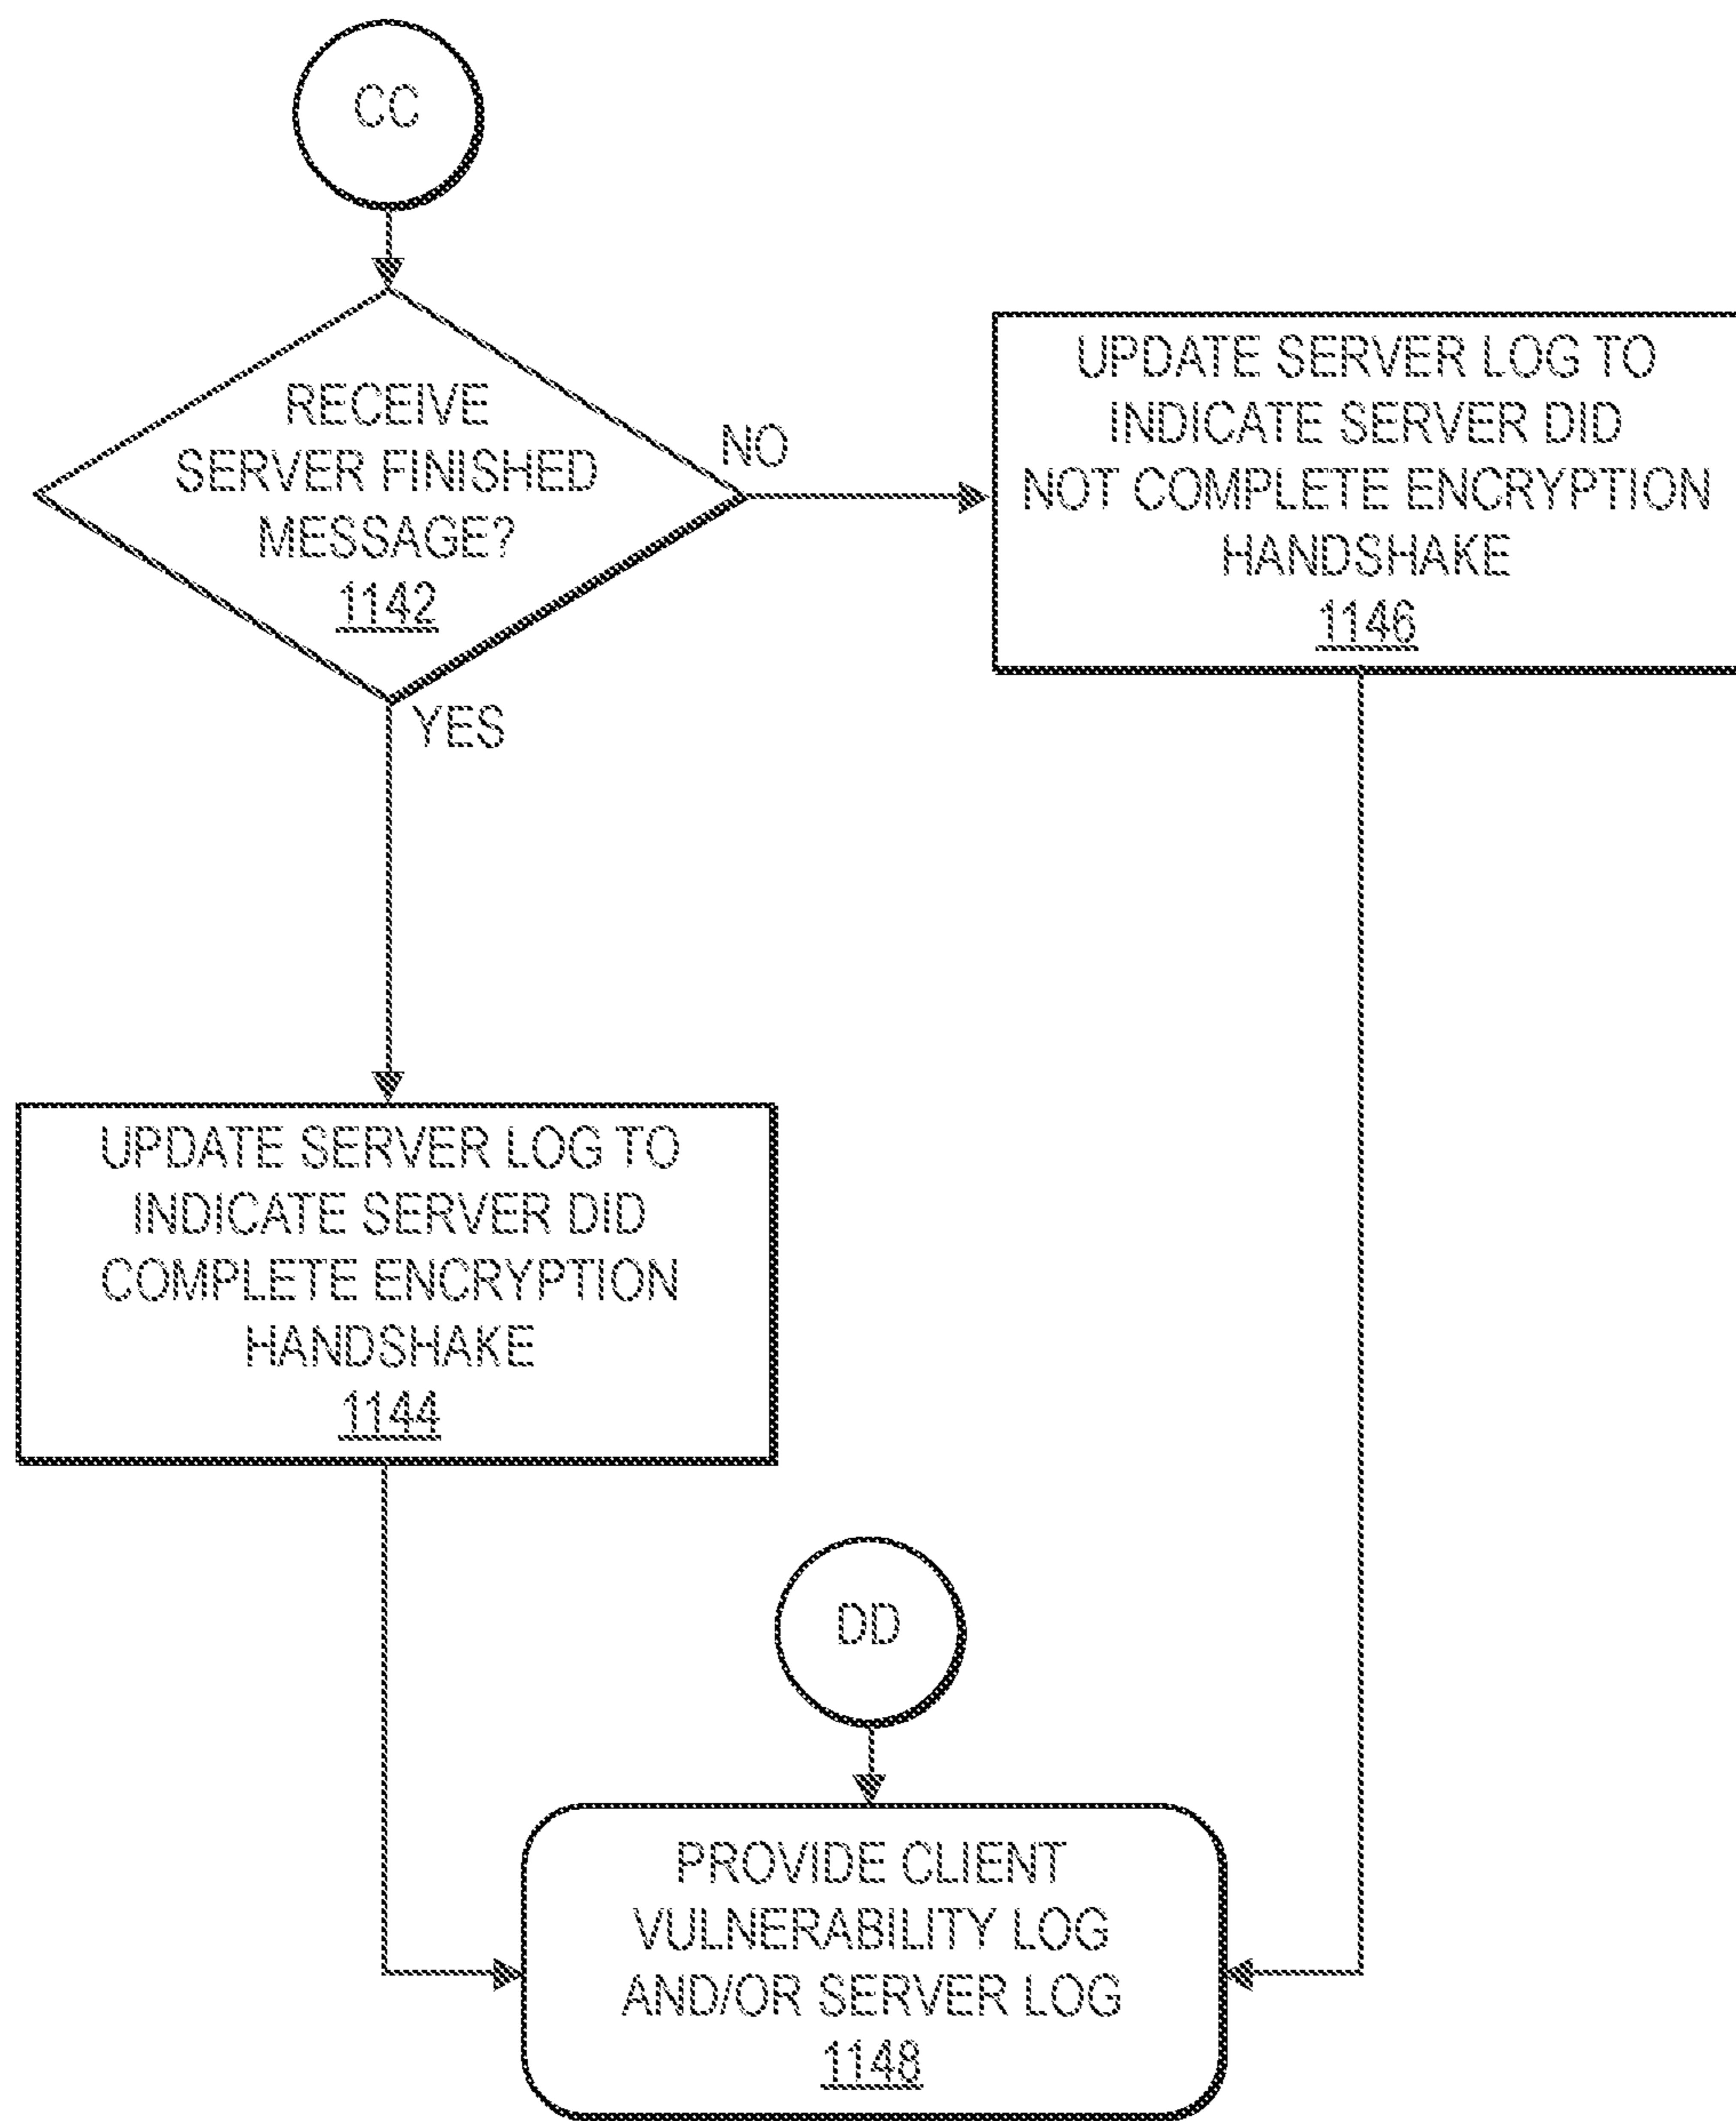 CC
RECEIVE
SERVER FINISHED
MESSAGE?
1142
NO
YES
UPDATE SERVER LOG TO
INDICATE SERVER DID
NOT COMPLETE ENCRYPTION
HANDSHAKE
1146
UPDATE SERVER LOG TO
INDICATE SERVER DID
COMPLETE ENCRYPTION
HANDSHAKE
1144
DD
PROVIDE CLIENT
VULNERABILITY LOG
AND/OR SERVER LOG
1148